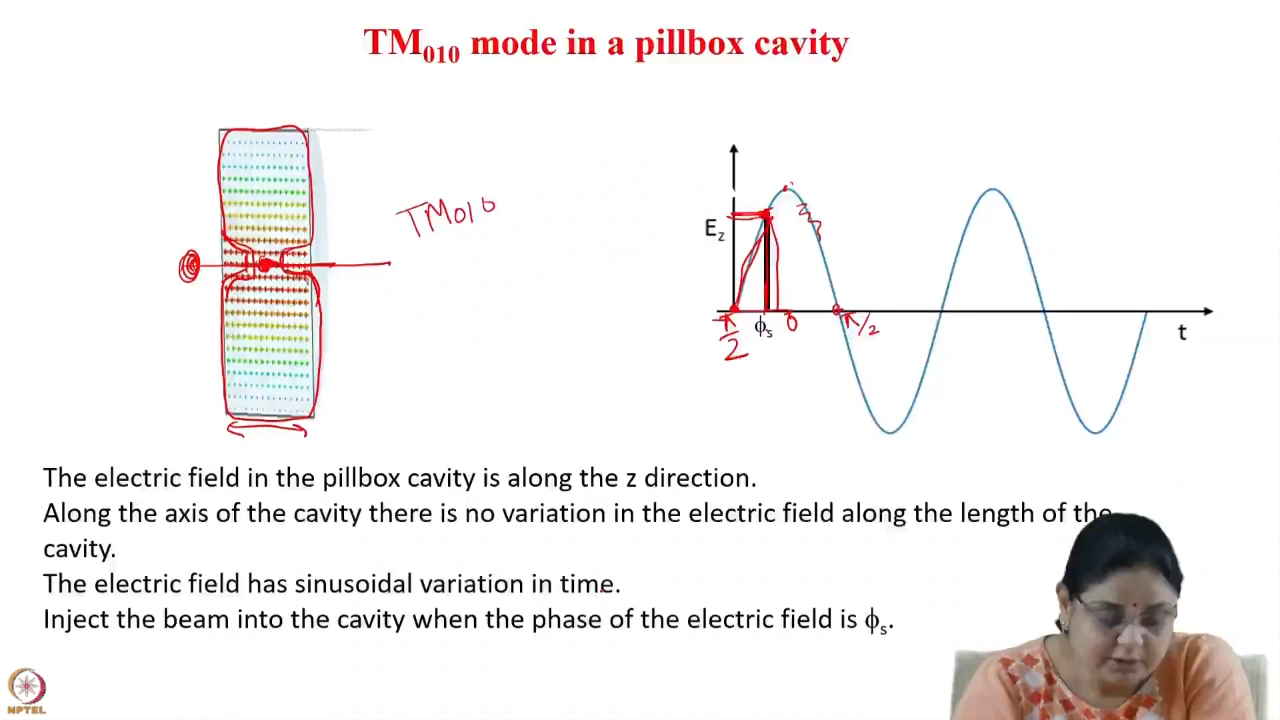 TM010 mode in a pillbox cavity
TM010
Ez
-π/2
ϕs
0
π/2
t
The electric field in the pillbox cavity is along the z direction.
Along the axis of the cavity there is no variation in the electric field along the length of the
cavity.
The electric field has sinusoidal variation in time.
Inject the beam into the cavity when the phase of the electric field is ϕs.
NPTEL